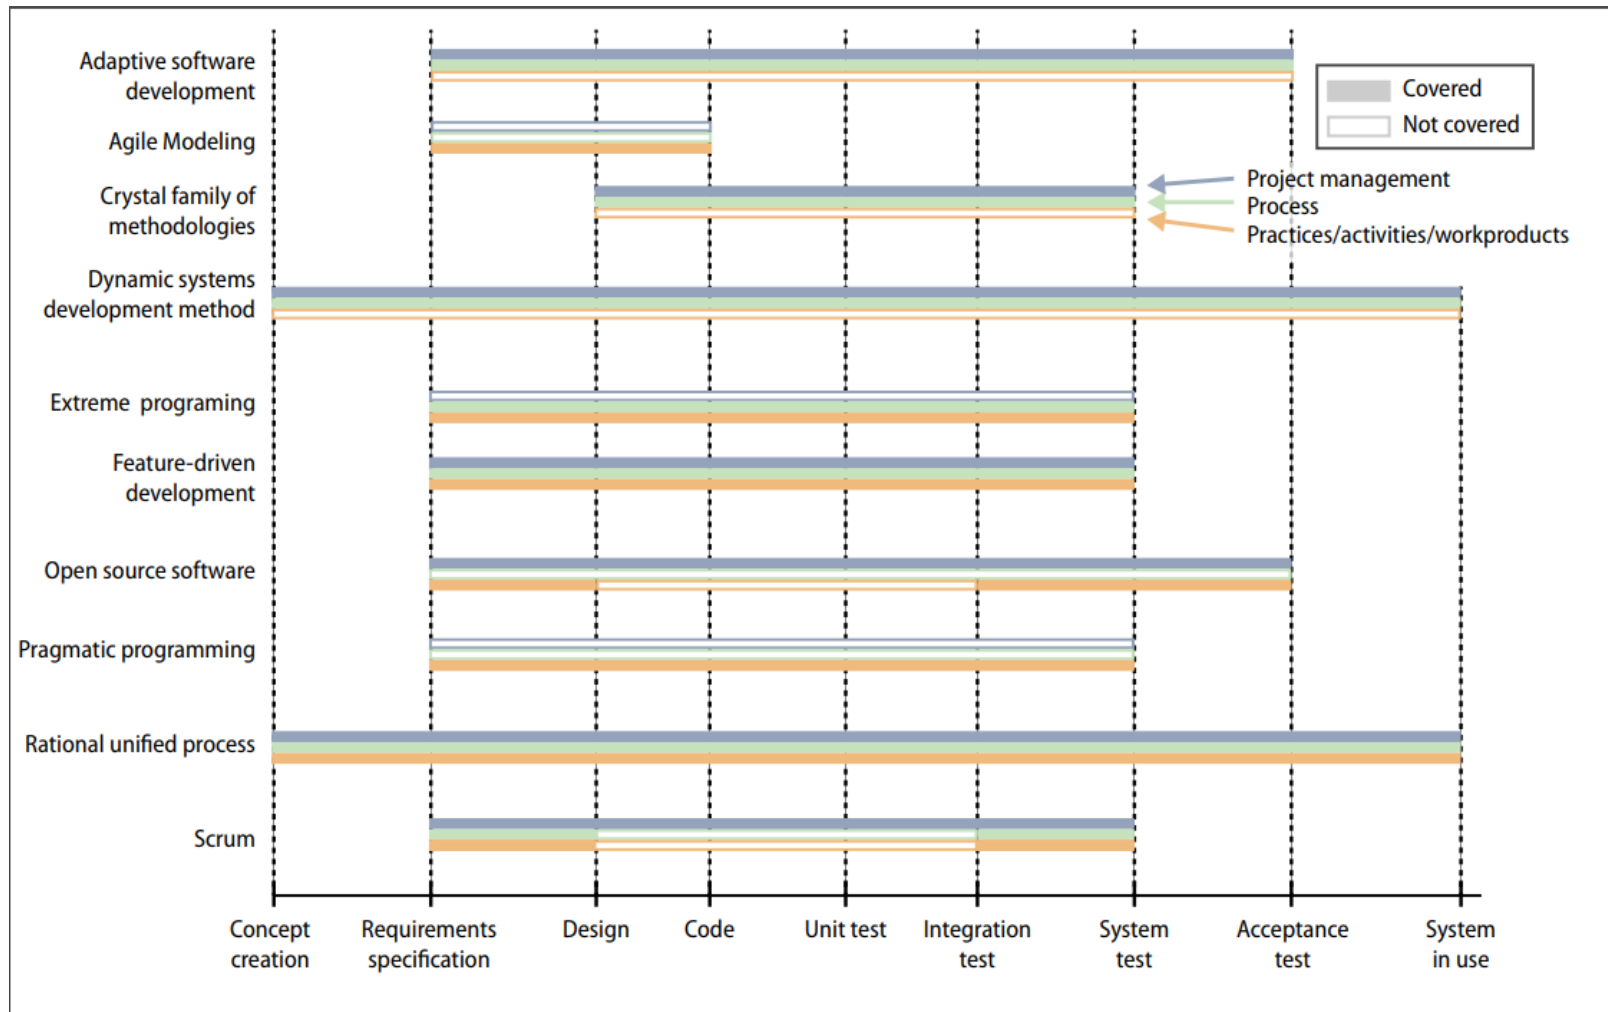 Adaptive software
development
Agile Modeling
Crystal family of
methodologies
Dynamic systems
development method
Extreme programing
Feature-driven
development
Open source software
Pragmatic programming
Rational unified process
Scrum
Covered
Not covered
Project management
Process
Practices/activities/workproducts
Concept
creation
Requirements
specification
Design
Code
Unit test
Integration
test
System
test
Acceptance
test
System
in use